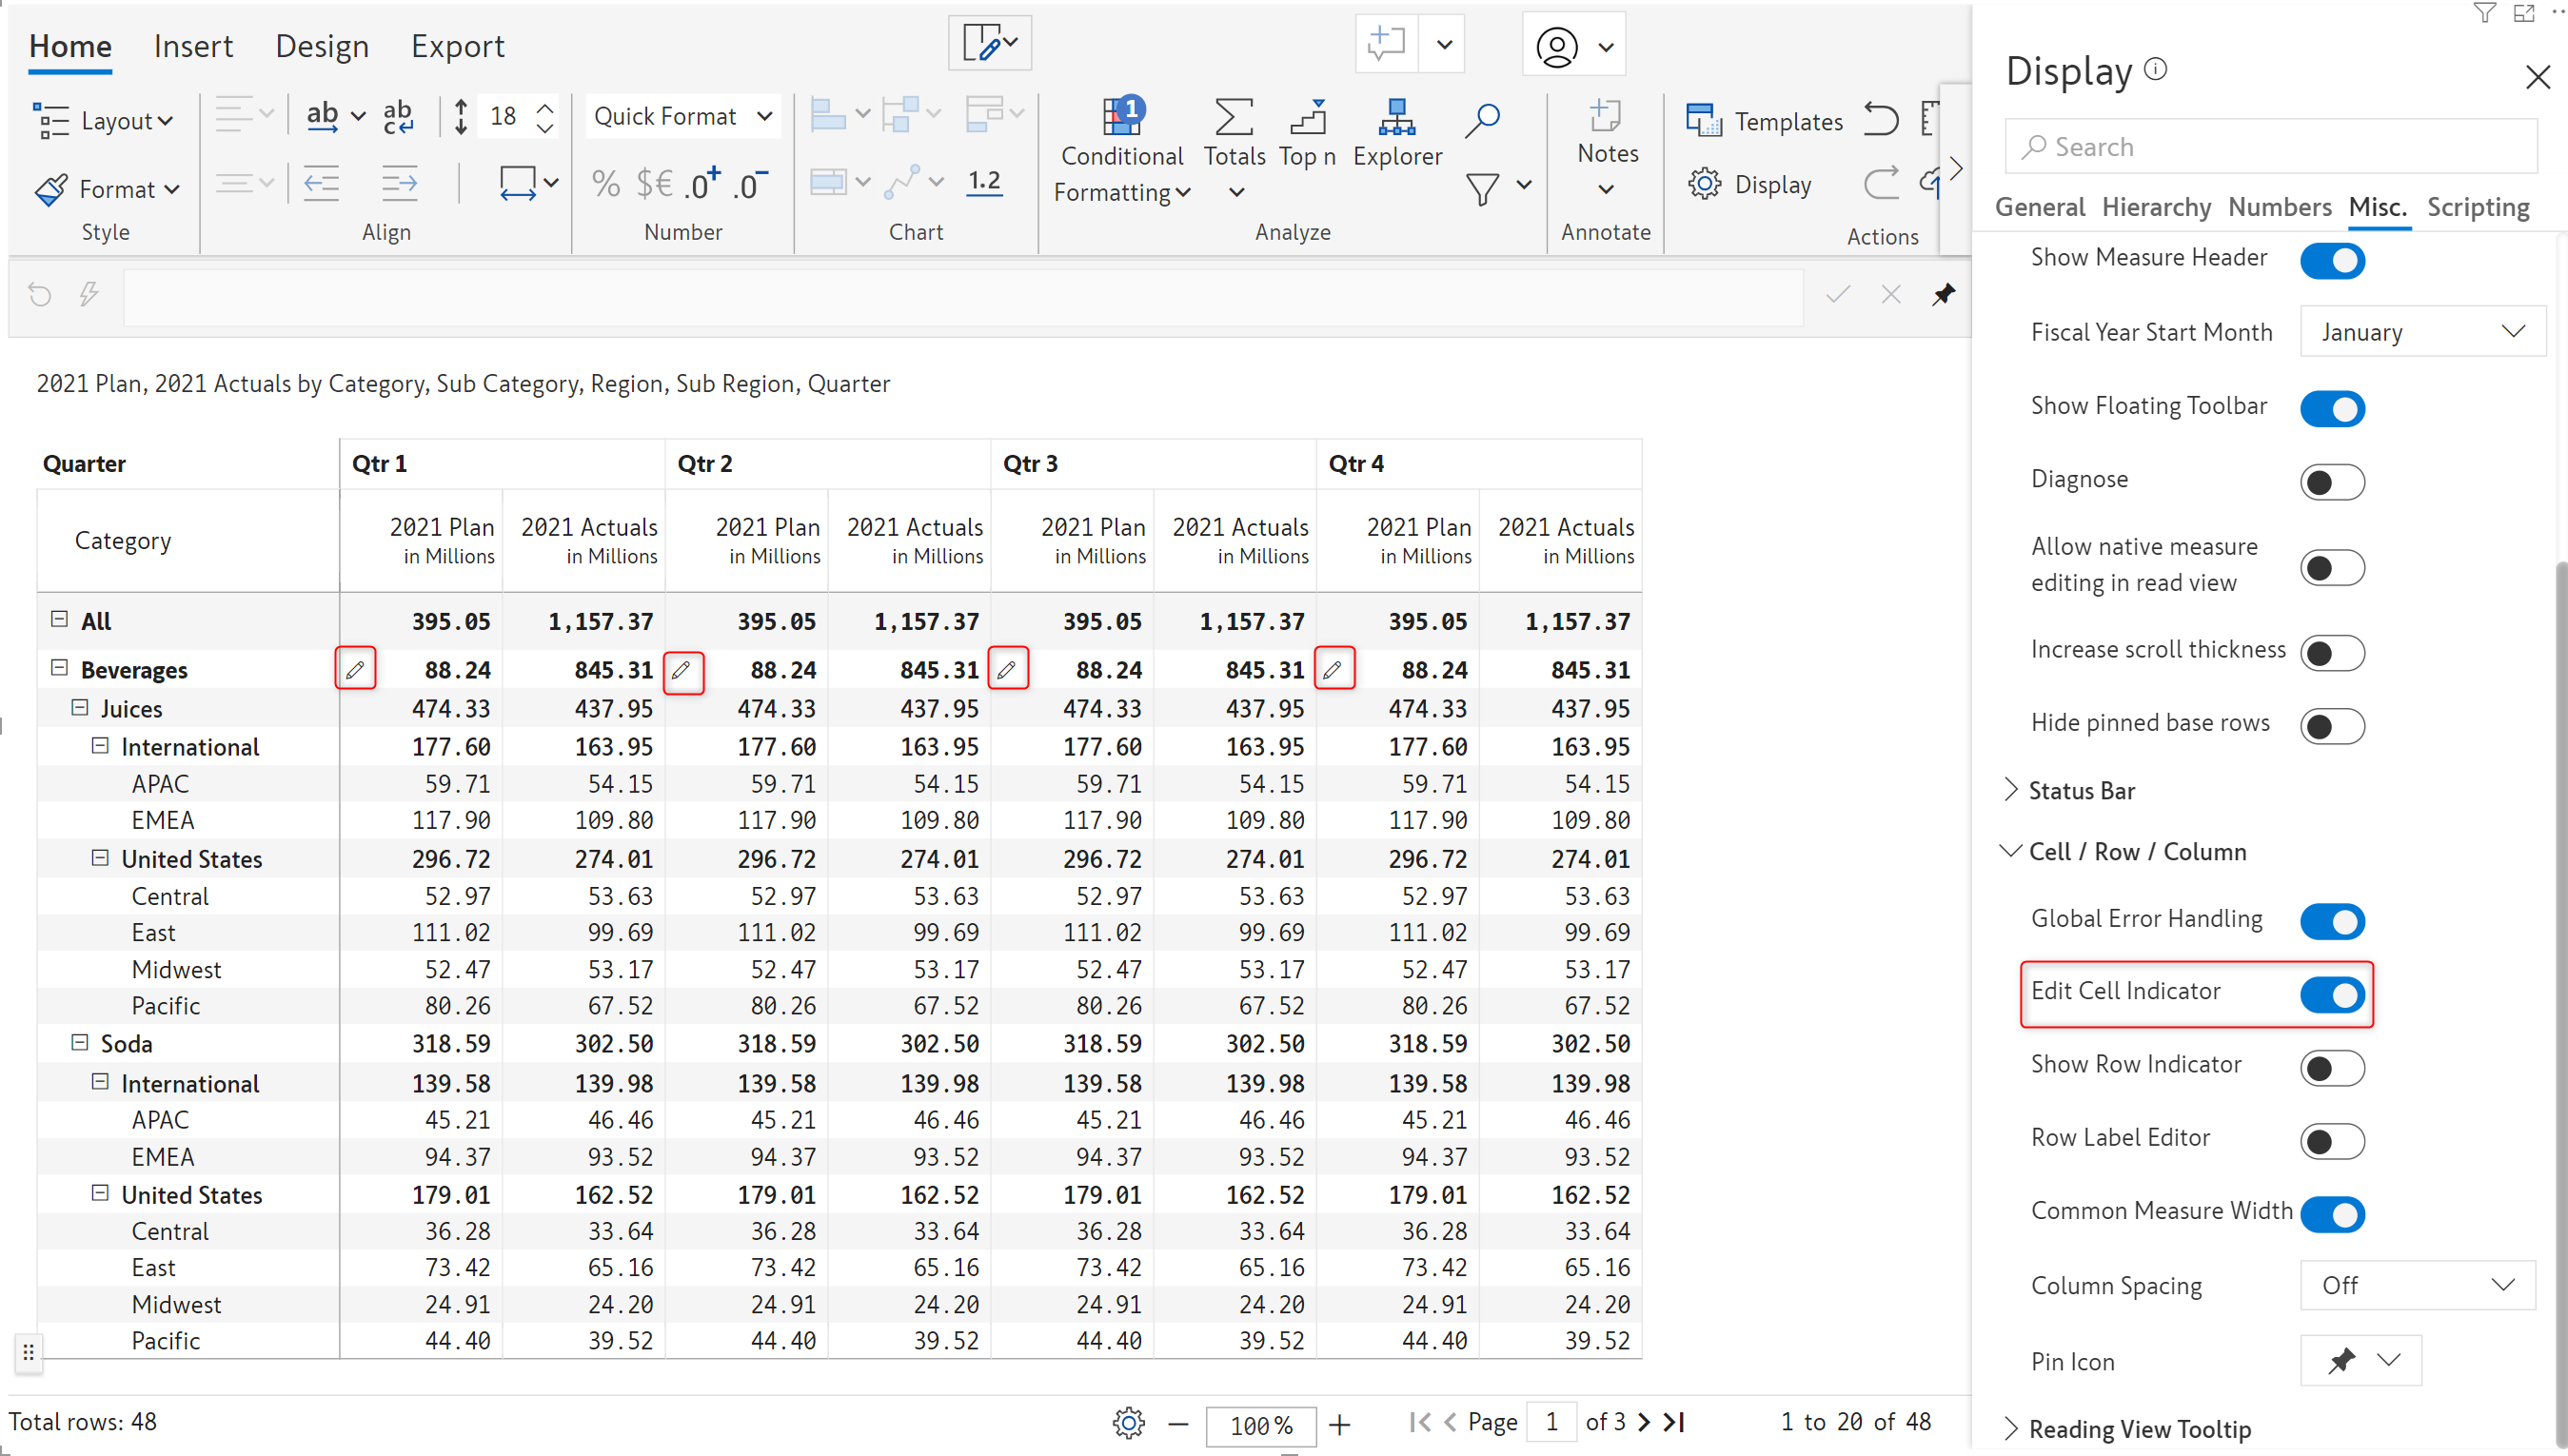 Home Insert Design Export
Layout
ab ab c 18
Quick Format
1
Conditional Formatting Totals Top n Explorer
Notes
Templates
Format
% $€ .0+ .0− 1.2
Display
Style Align Number Chart Analyze Annotate Actions
2021 Plan, 2021 Actuals by Category, Sub Category, Region, Sub Region, Quarter
Quarter Qtr 1 Qtr 2 Qtr 3 Qtr 4
Category 2021 Plan in Millions 2021 Actuals in Millions 2021 Plan in Millions 2021 Actuals in Millions 2021 Plan in Millions 2021 Actuals in Millions 2021 Plan in Millions 2021 Actuals in Millions
All 395.05 1,157.37 395.05 1,157.37 395.05 1,157.37 395.05 1,157.37
Beverages 88.24 845.31 88.24 845.31 88.24 845.31 88.24 845.31
Juices 474.33 437.95 474.33 437.95 474.33 437.95 474.33 437.95
International 177.60 163.95 177.60 163.95 177.60 163.95 177.60 163.95
APAC 59.71 54.15 59.71 54.15 59.71 54.15 59.71 54.15
EMEA 117.90 109.80 117.90 109.80 117.90 109.80 117.90 109.80
United States 296.72 274.01 296.72 274.01 296.72 274.01 296.72 274.01
Central 52.97 53.63 52.97 53.63 52.97 53.63 52.97 53.63
East 111.02 99.69 111.02 99.69 111.02 99.69 111.02 99.69
Midwest 52.47 53.17 52.47 53.17 52.47 53.17 52.47 53.17
Pacific 80.26 67.52 80.26 67.52 80.26 67.52 80.26 67.52
Soda 318.59 302.50 318.59 302.50 318.59 302.50 318.59 302.50
International 139.58 139.98 139.58 139.98 139.58 139.98 139.58 139.98
APAC 45.21 46.46 45.21 46.46 45.21 46.46 45.21 46.46
EMEA 94.37 93.52 94.37 93.52 94.37 93.52 94.37 93.52
United States 179.01 162.52 179.01 162.52 179.01 162.52 179.01 162.52
Central 36.28 33.64 36.28 33.64 36.28 33.64 36.28 33.64
East 73.42 65.16 73.42 65.16 73.42 65.16 73.42 65.16
Midwest 24.91 24.20 24.91 24.20 24.91 24.20 24.91 24.20
Pacific 44.40 39.52 44.40 39.52 44.40 39.52 44.40 39.52
Total rows: 48 100% Page 1 of 3 1 to 20 of 48
Display
Search
General Hierarchy Numbers Misc. Scripting
Show Measure Header
Fiscal Year Start Month January
Show Floating Toolbar
Diagnose
Allow native measure
editing in read view
Increase scroll thickness
Hide pinned base rows
Status Bar
Cell / Row / Column
Global Error Handling
Edit Cell Indicator
Show Row Indicator
Row Label Editor
Common Measure Width
Column Spacing Off
Pin Icon
Reading View Tooltip